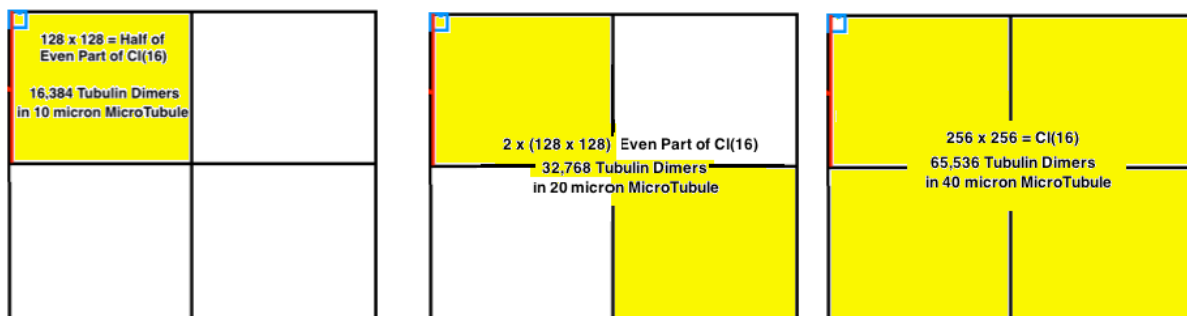 128 x 128 = Half of
Even Part of Cl(16)
16,384 Tubulin Dimers
in 10 micron MicroTubule
2 x (128 x 128) Even Part of Cl(16)
32,768 Tubulin Dimers
in 20 micron MicroTubule
256 x 256 = Cl(16)
65,536 Tubulin Dimers
in 40 micron MicroTubule